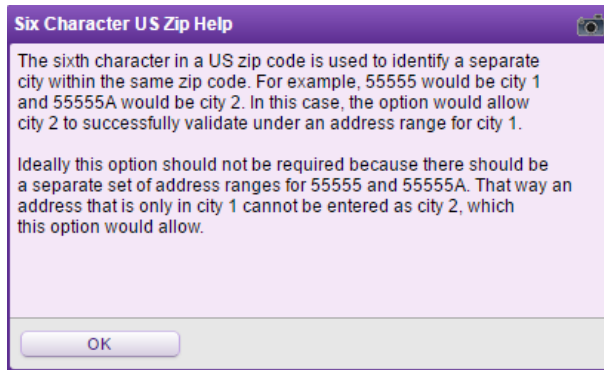 Six Character US Zip Help
The sixth character in a US zip code is used to identify a separate
city within the same zip code. For example, 55555 would be city 1
and 55555A would be city 2. In this case, the option would allow
city 2 to successfully validate under an address range for city 1.
Ideally this option should not be required because there should be
a separate set of address ranges for 55555 and 55555A. That way an
address that is only in city 1 cannot be entered as city 2, which
this option would allow.
OK